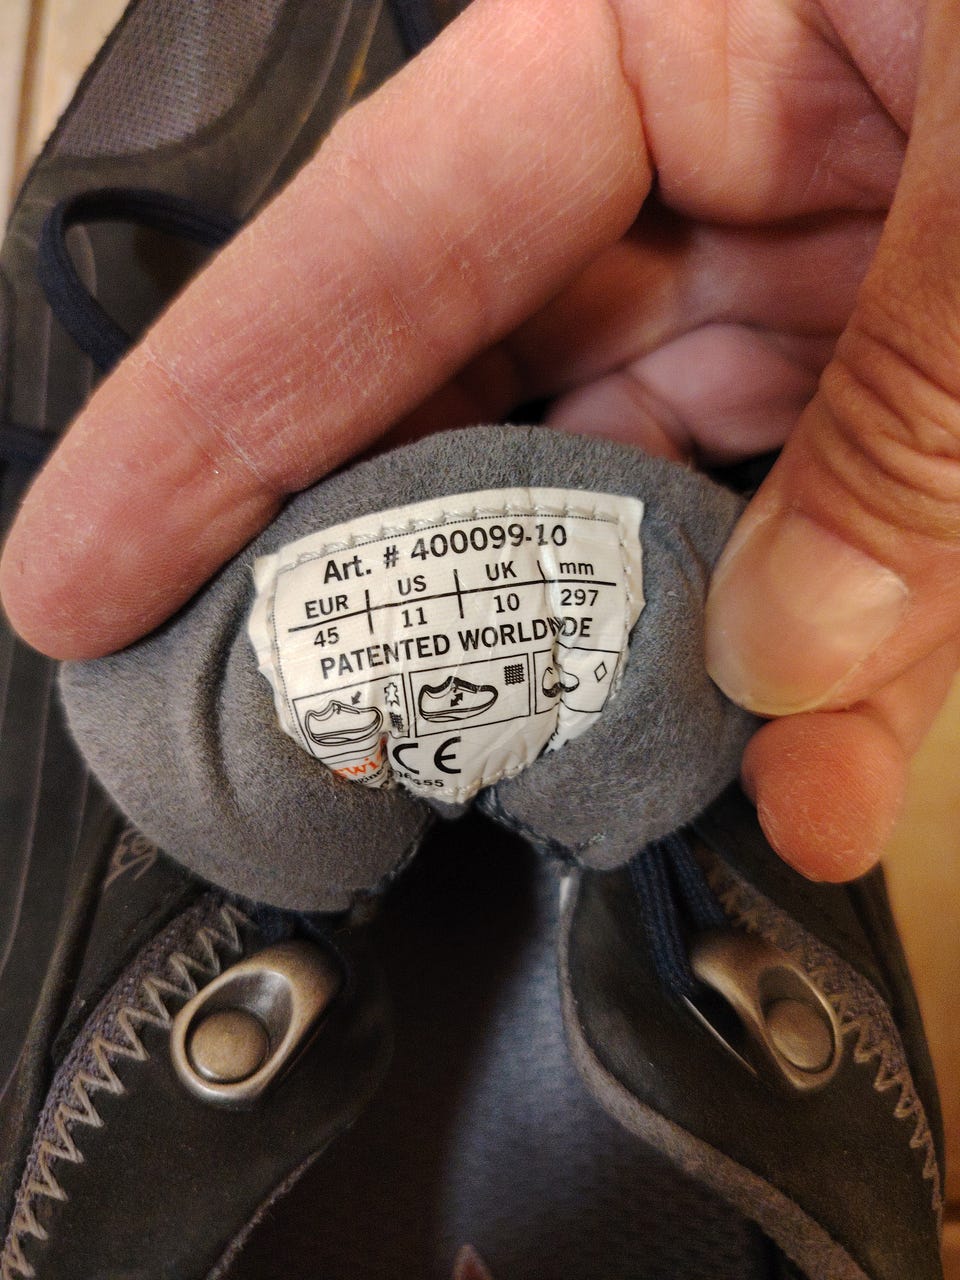 Art. # 400099-10
EUR US UK mm
45 11 10 297
PATENTED WORLDWIDE
CE